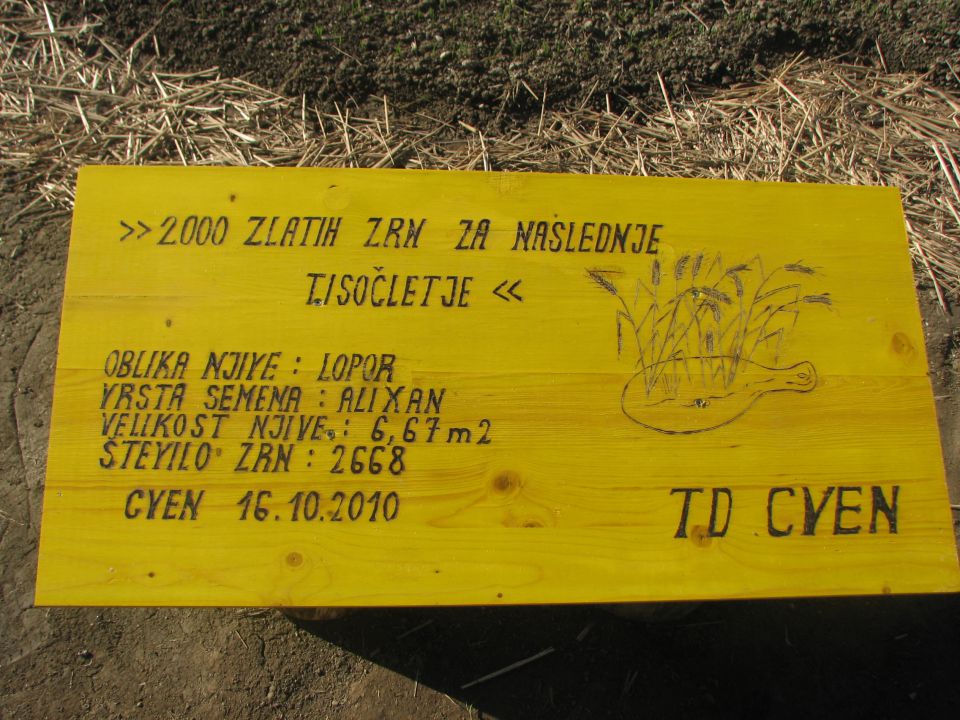 >> 2000 ZLATIH ZRN ZA NASLEDNJE
TISOČLETJE <<
OBLIKA NJIVE : LOPOR
VRSTA SEMENA : ALIXAN
VELIKOST NJIVE : 6,67 m2
ŠTEVILO ZRN : 2668
CVEN 16.10.2010
TD CVEN